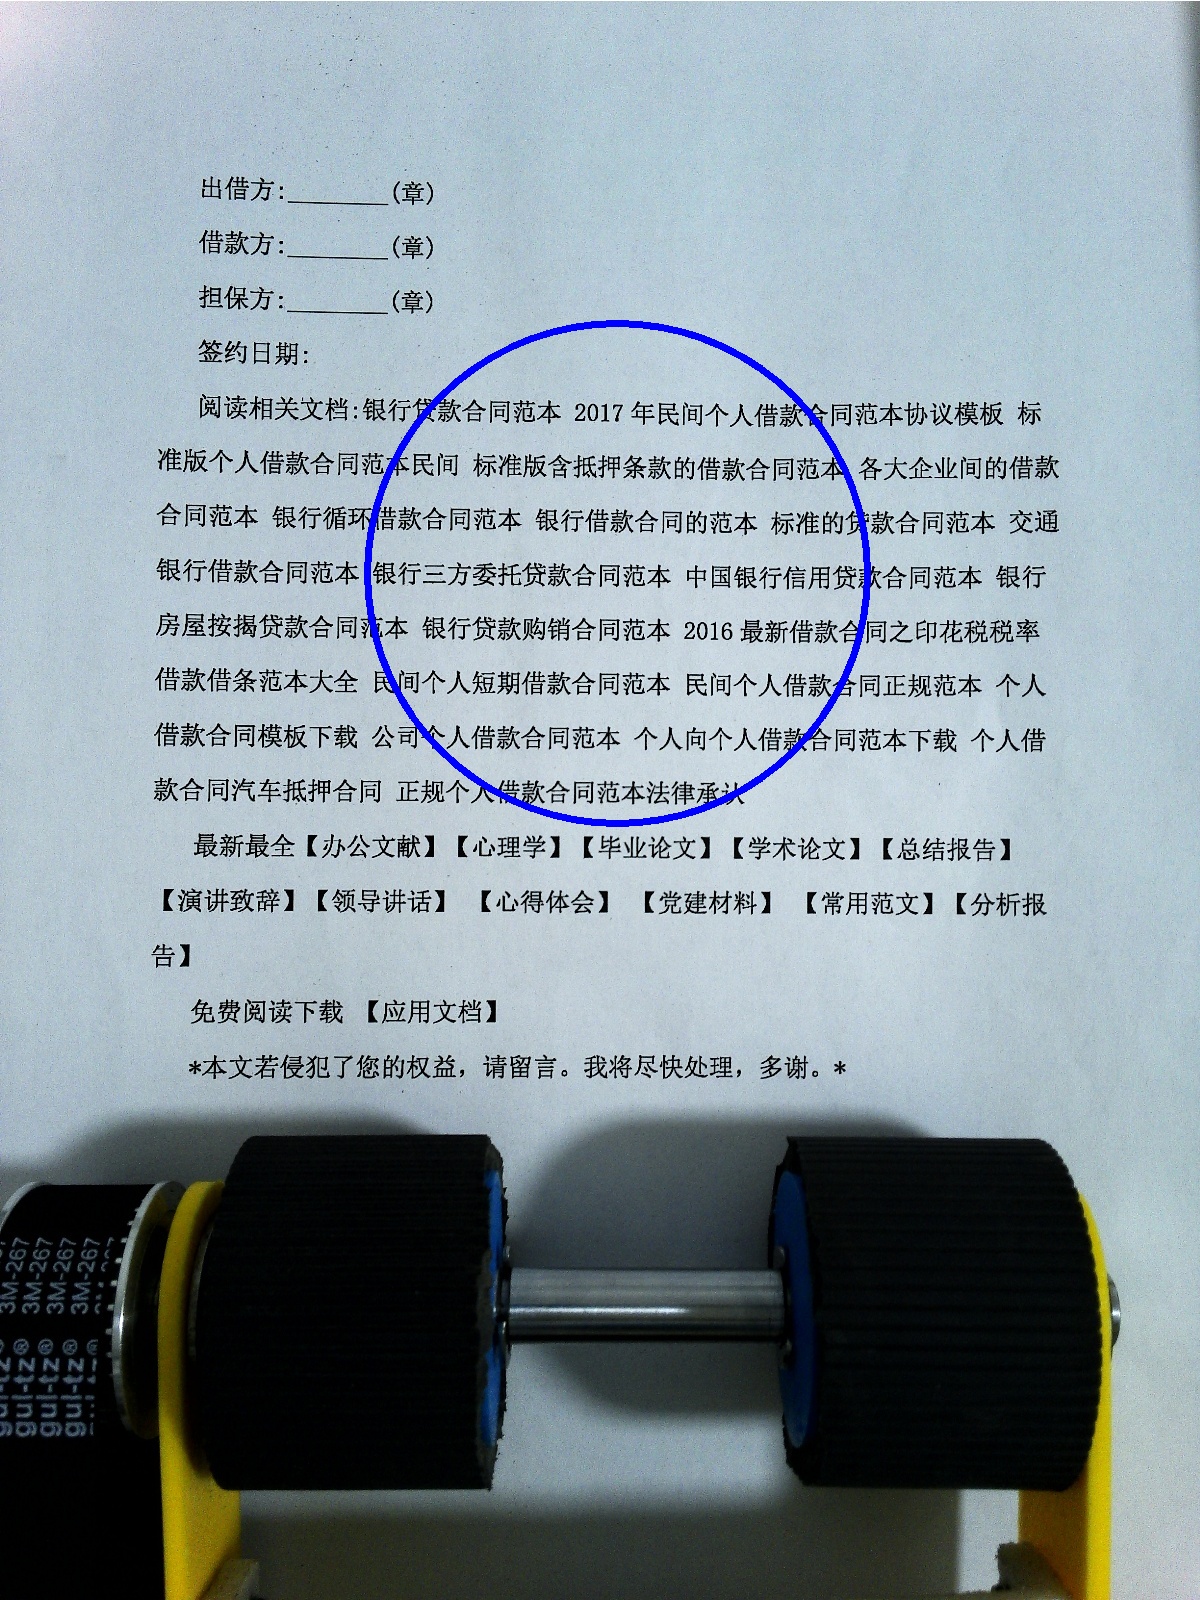 出借方:________(章)
借款方:________(章)
担保方:________(章)
签约日期:
阅读相关文档:银行贷款合同范本 2017 年民间个人借款合同范本协议模板 标
准版个人借款合同范本民间 标准版含抵押条款的借款合同范本 各大企业间的借款
合同范本 银行循环借款合同范本 银行借款合同的范本 标准的贷款合同范本 交通
银行借款合同范本 银行三方委托贷款合同范本 中国银行信用贷款合同范本 银行
房屋按揭贷款合同范本 银行贷款购销合同范本 2016 最新借款合同之印花税税率
借款借条范本大全 民间个人短期借款合同范本 民间个人借款合同正规范本 个人
借款合同模板下载 公司个人借款合同范本 个人向个人借款合同范本下载 个人借
款合同汽车抵押合同 正规个人借款合同范本法律承认
最新最全【办公文献】【心理学】【毕业论文】【学术论文】【总结报告】
【演讲致辞】【领导讲话】 【心得体会】 【党建材料】 【常用范文】【分析报
告】
免费阅读下载 【应用文档】
*本文若侵犯了您的权益，请留言。我将尽快处理，多谢。*
gul-tz® 3M-267
gul-tz® 3M-267
gul-tz® 3M-267
gul-tz® 3M-267